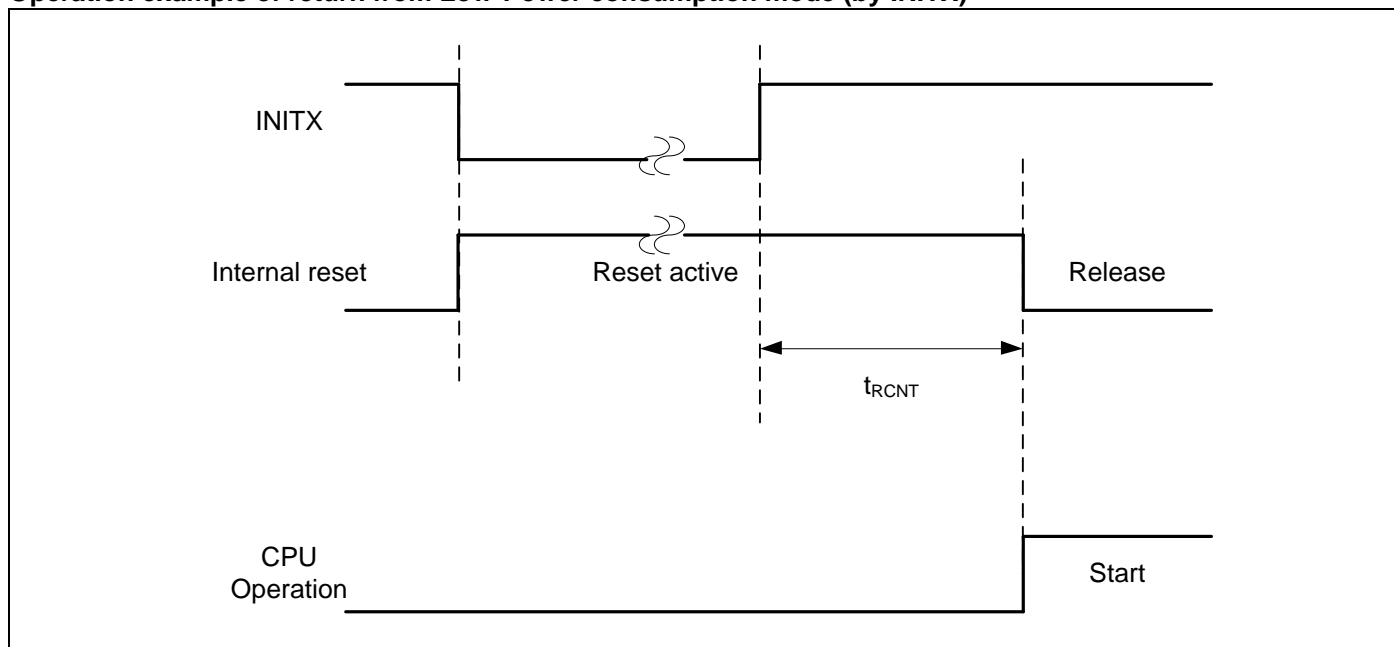 Operation example of return from Low Power consumption mode (by INITX)
INITX
Internal reset
Reset active
Release
tRCNT
CPU
Operation
Start